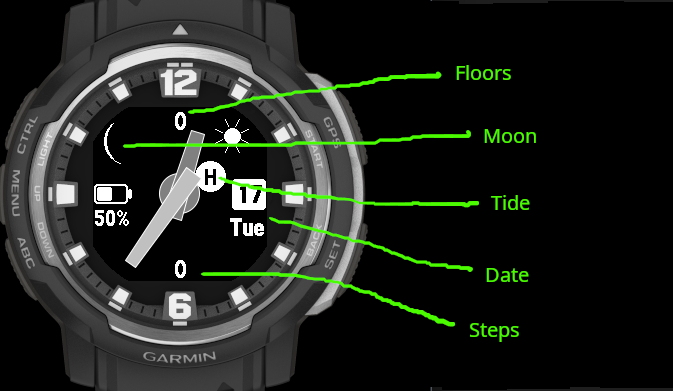 12
Floors
0
CTRL
GPS
LIGHT
START
Moon
H
MENU
UP
17
Tide
50%
Tue
DOWN
BACK
ABC
SET
0
Date
6
Steps
GARMIN